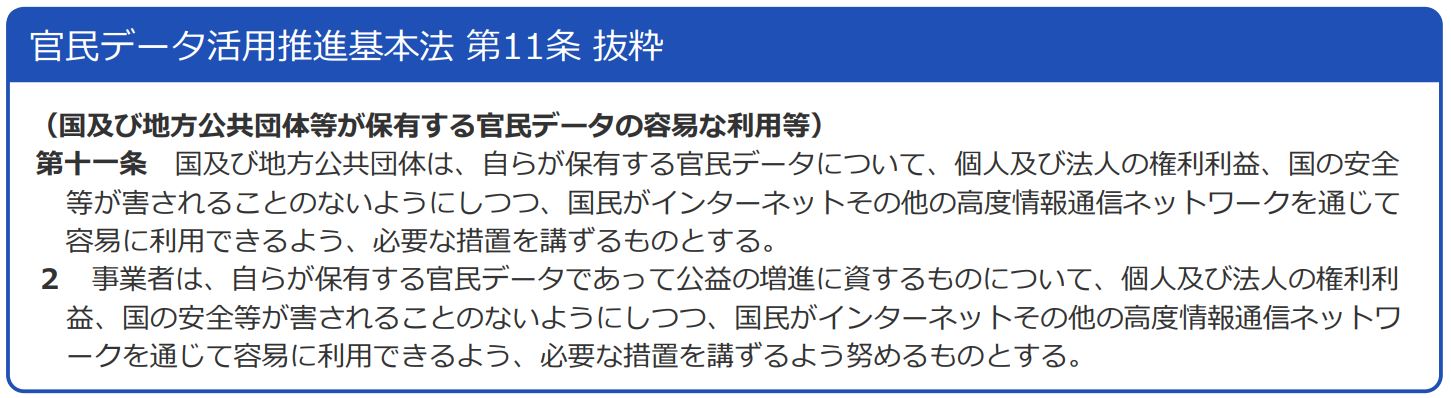 官民データ活用推進基本法 第11条 抜粋
（国及び地方公共団体等が保有する官民データの容易な利用等）
第十一条　国及び地方公共団体は、自らが保有する官民データについて、個人及び法人の権利利益、国の安全
等が害されることのないようにしつつ、国民がインターネットその他の高度情報通信ネットワークを通じて
容易に利用できるよう、必要な措置を講ずるものとする。
２　事業者は、自らが保有する官民データであって公益の増進に資するものについて、個人及び法人の権利利
益、国の安全等が害されることのないようにしつつ、国民がインターネットその他の高度情報通信ネットワ
ークを通じて容易に利用できるよう、必要な措置を講ずるよう努めるものとする。